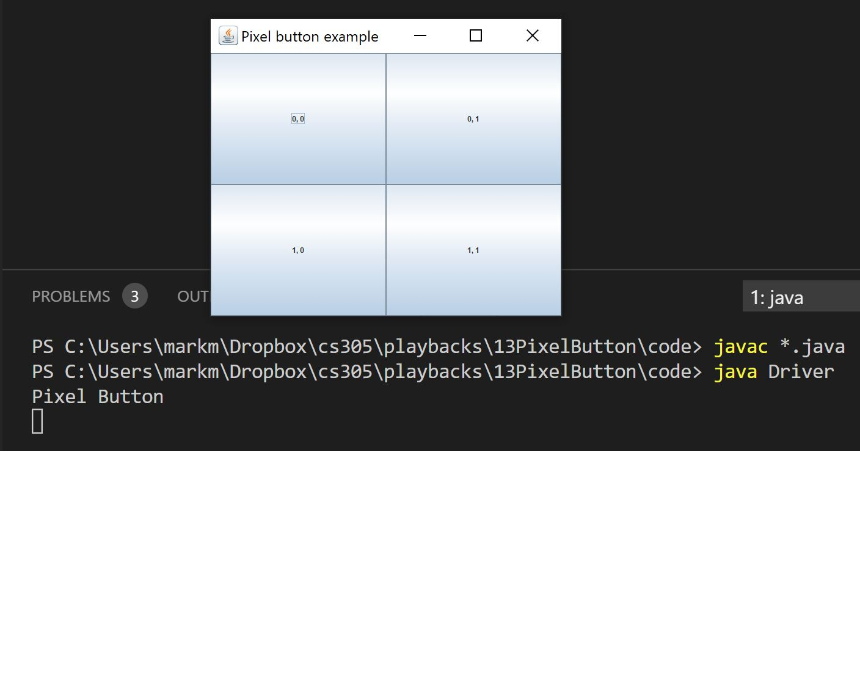 Pixel button example
0, 0
0, 1
1, 0
1, 1
PROBLEMS 3 OUT
1: java
PS C:\Users\markm\Dropbox\cs305\playbacks\13PixelButton\code> javac *.java
PS C:\Users\markm\Dropbox\cs305\playbacks\13PixelButton\code> java Driver
Pixel Button